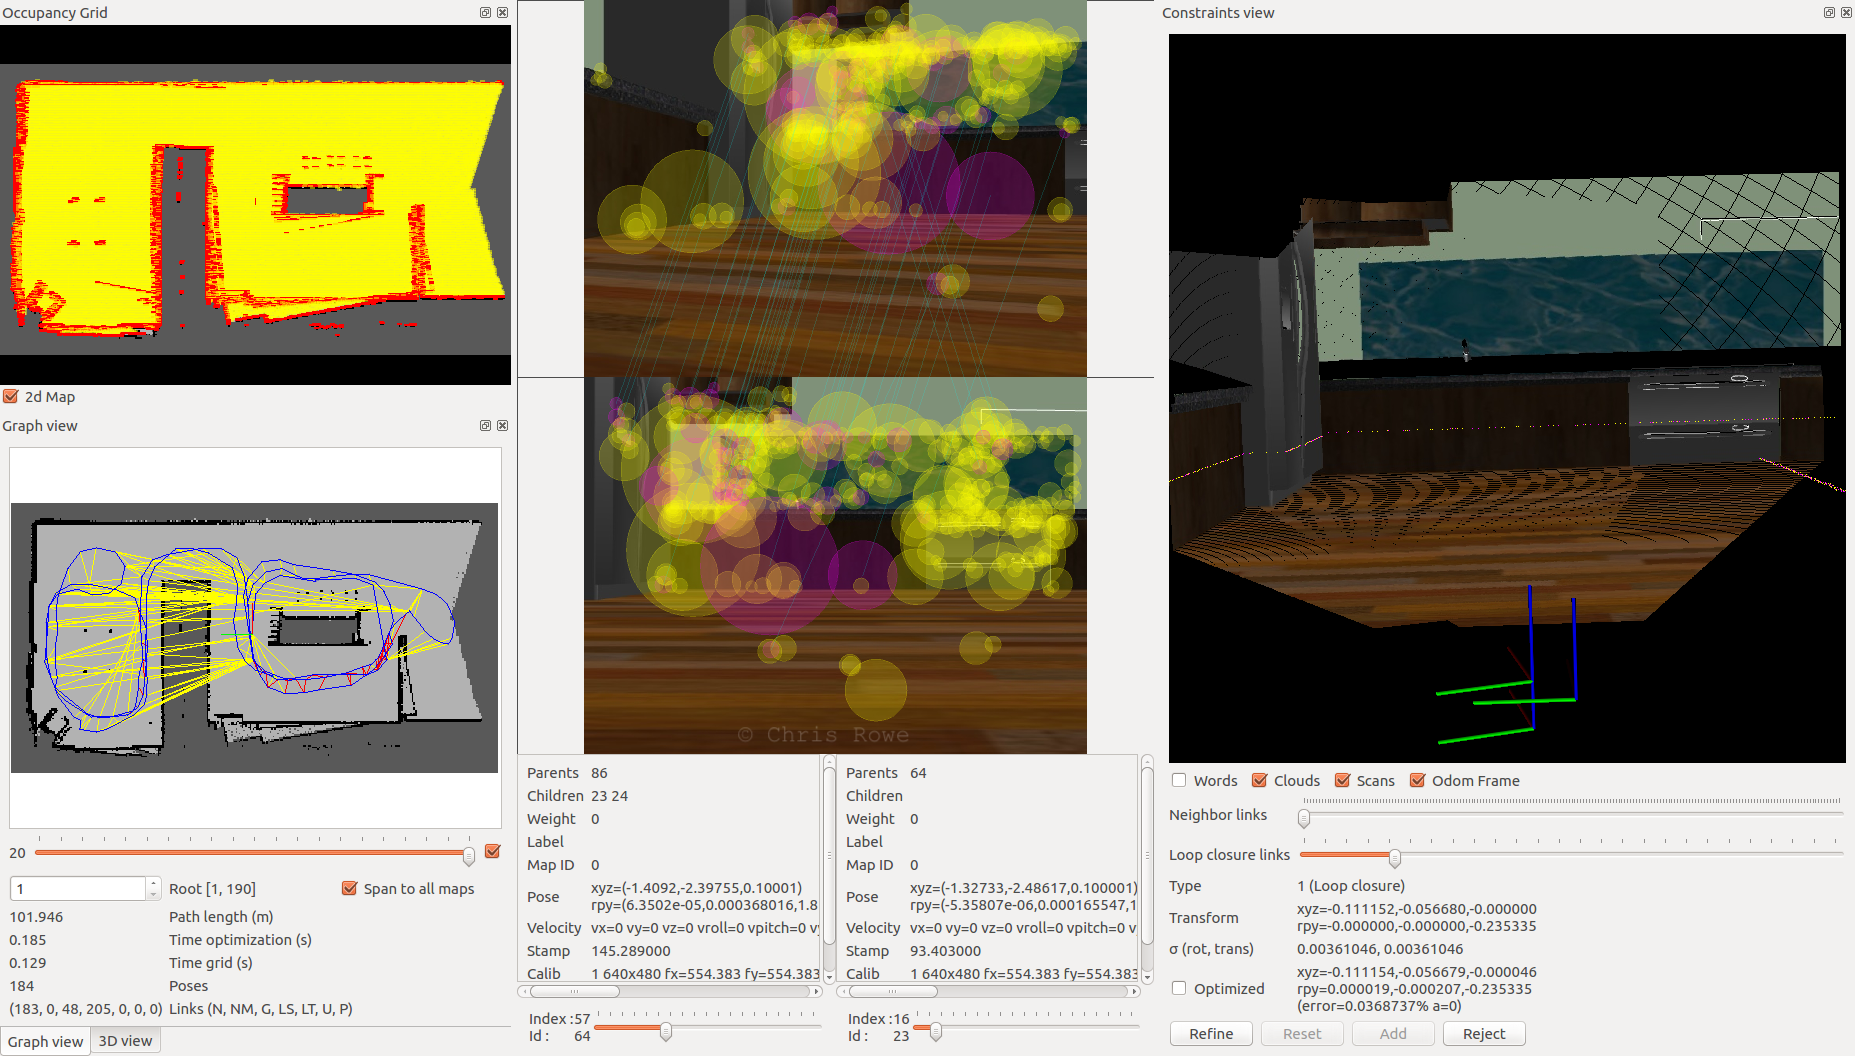 Occupancy Grid
2d Map
Graph view
20
1
Root [1, 190]
Span to all maps
101.946 Path length (m)
0.185 Time optimization (s)
0.129 Time grid (s)
184 Poses
(183, 0, 48, 205, 0, 0, 0) Links (N, NM, G, LS, LT, U, P)
Graph view
3D view
© Chris Rowe
Parents 86
Children 23 24
Weight 0
Label
Map ID 0
Pose xyz=(-1.4092,-2.39755,0.10001)
rpy=(6.3502e-05,0.000368016,1.8
Velocity vx=0 vy=0 vz=0 vroll=0 vpitch=0 vy
Stamp 145.289000
Calib 1 640x480 fx=554.383 fy=554.383
Index :57
Id : 64
Parents 64
Children
Weight 0
Label
Map ID 0
Pose xyz=(-1.32733,-2.48617,0.100001)
rpy=(-5.35807e-06,0.000165547,1
Velocity vx=0 vy=0 vz=0 vroll=0 vpitch=0 v
Stamp 93.403000
Calib 1 640x480 fx=554.383 fy=554.383
Index :16
Id : 23
Constraints view
Words Clouds Scans Odom Frame
Neighbor links
Loop closure links
Type 1 (Loop closure)
Transform xyz=-0.111152,-0.056680,-0.000000
rpy=-0.000000,-0.000000,-0.235335
σ (rot, trans) 0.00361046, 0.00361046
Optimized xyz=-0.111154,-0.056679,-0.000046
rpy=0.000019,-0.000207,-0.235335
(error=0.0368737% a=0)
Refine Reset Add Reject